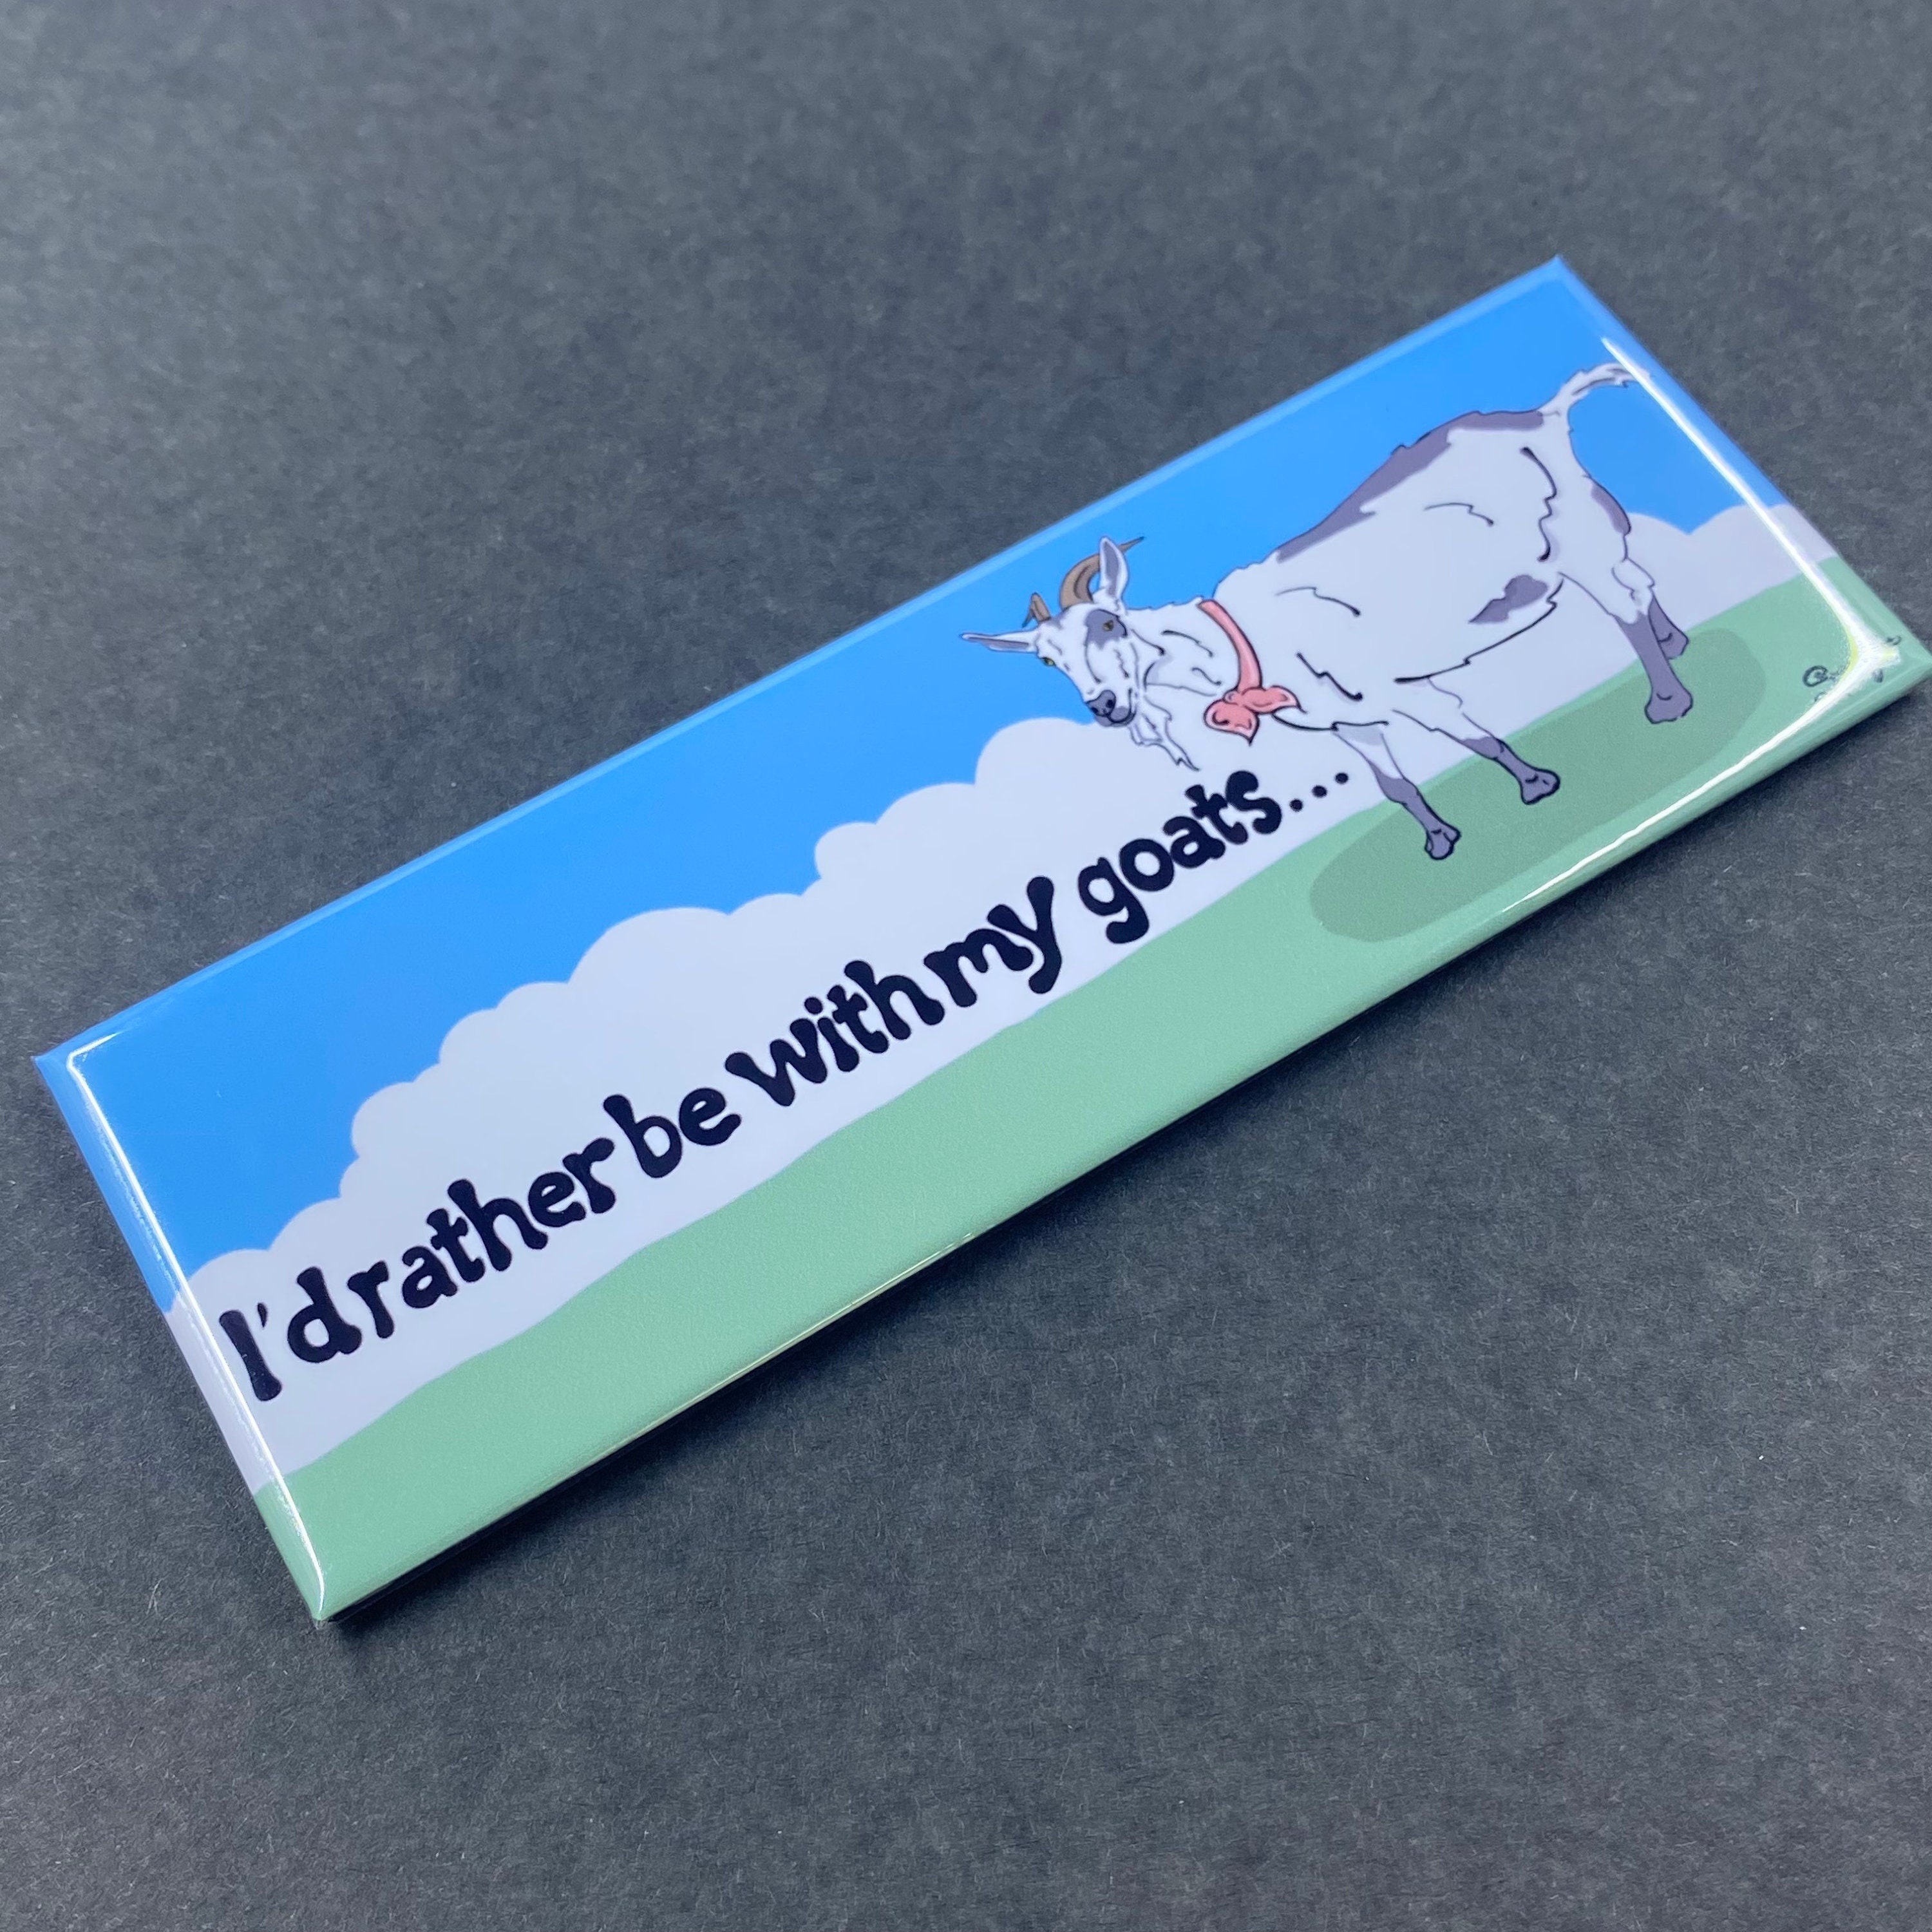 I'd rather be with my goats...